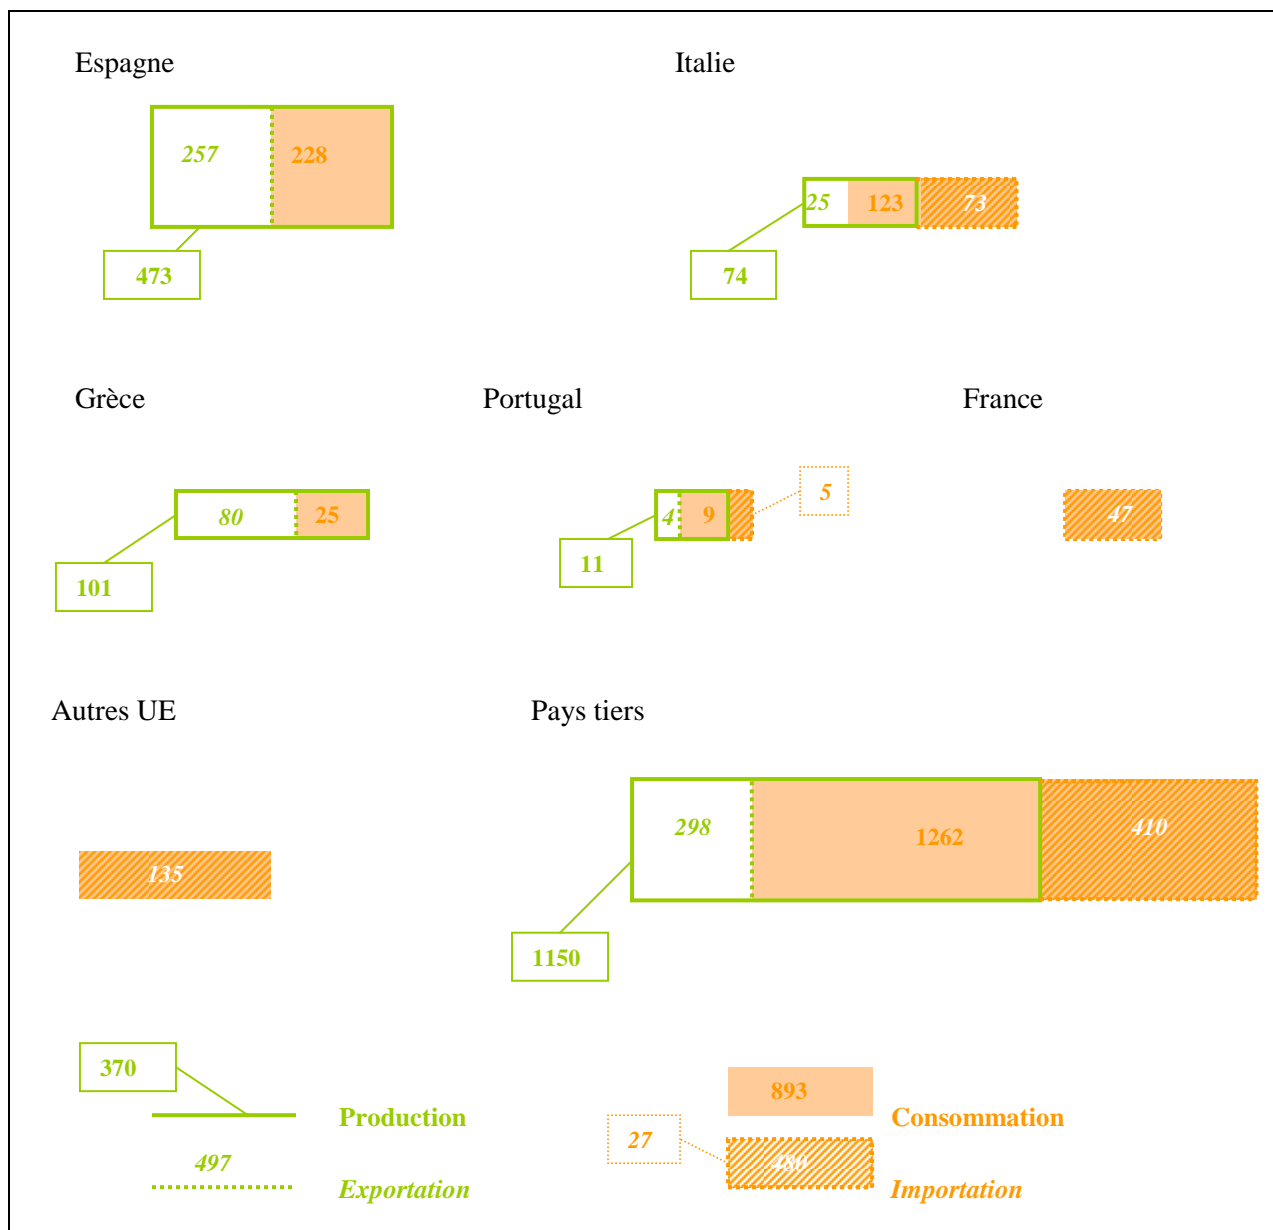 Espagne
Italie
257
228
473
25
123
73
74
Grèce
Portugal
France
80
25
101
4
9
5
11
47
Autres UE
Pays tiers
135
298
1262
410
1150
370
Production
893
Consommation
497
Exportation
27
480
Importation